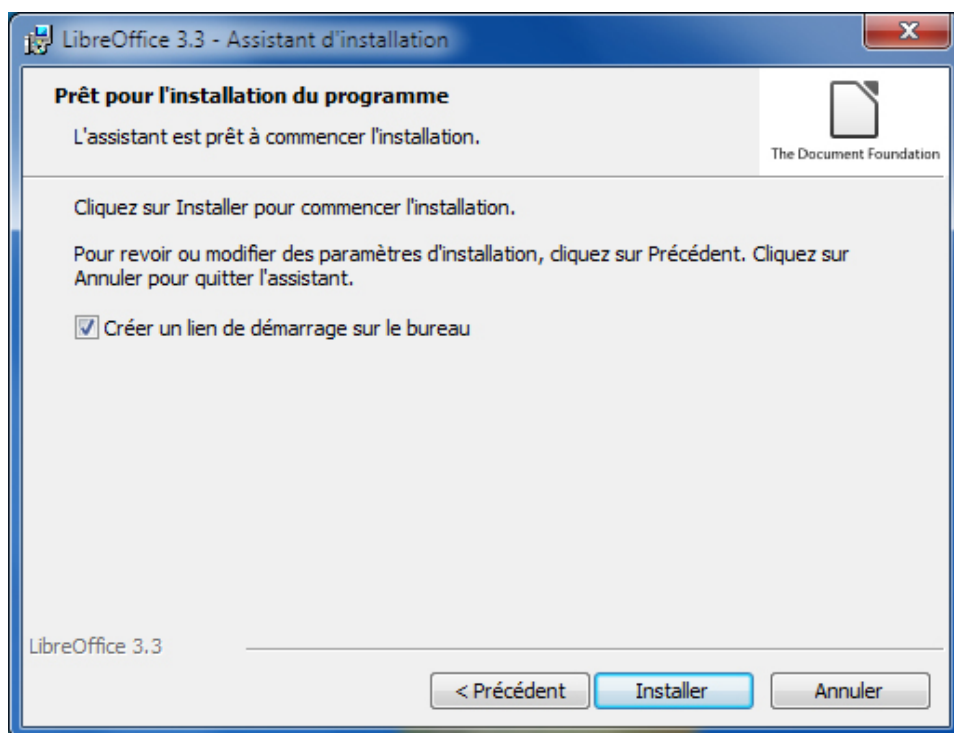 LibreOffice 3.3 - Assistant d'installation
Prêt pour l'installation du programme
L'assistant est prêt à commencer l'installation.
The Document Foundation
Cliquez sur Installer pour commencer l'installation.
Pour revoir ou modifier des paramètres d'installation, cliquez sur Précédent. Cliquez sur
Annuler pour quitter l'assistant.
Créer un lien de démarrage sur le bureau
LibreOffice 3.3
< Précédent
Installer
Annuler